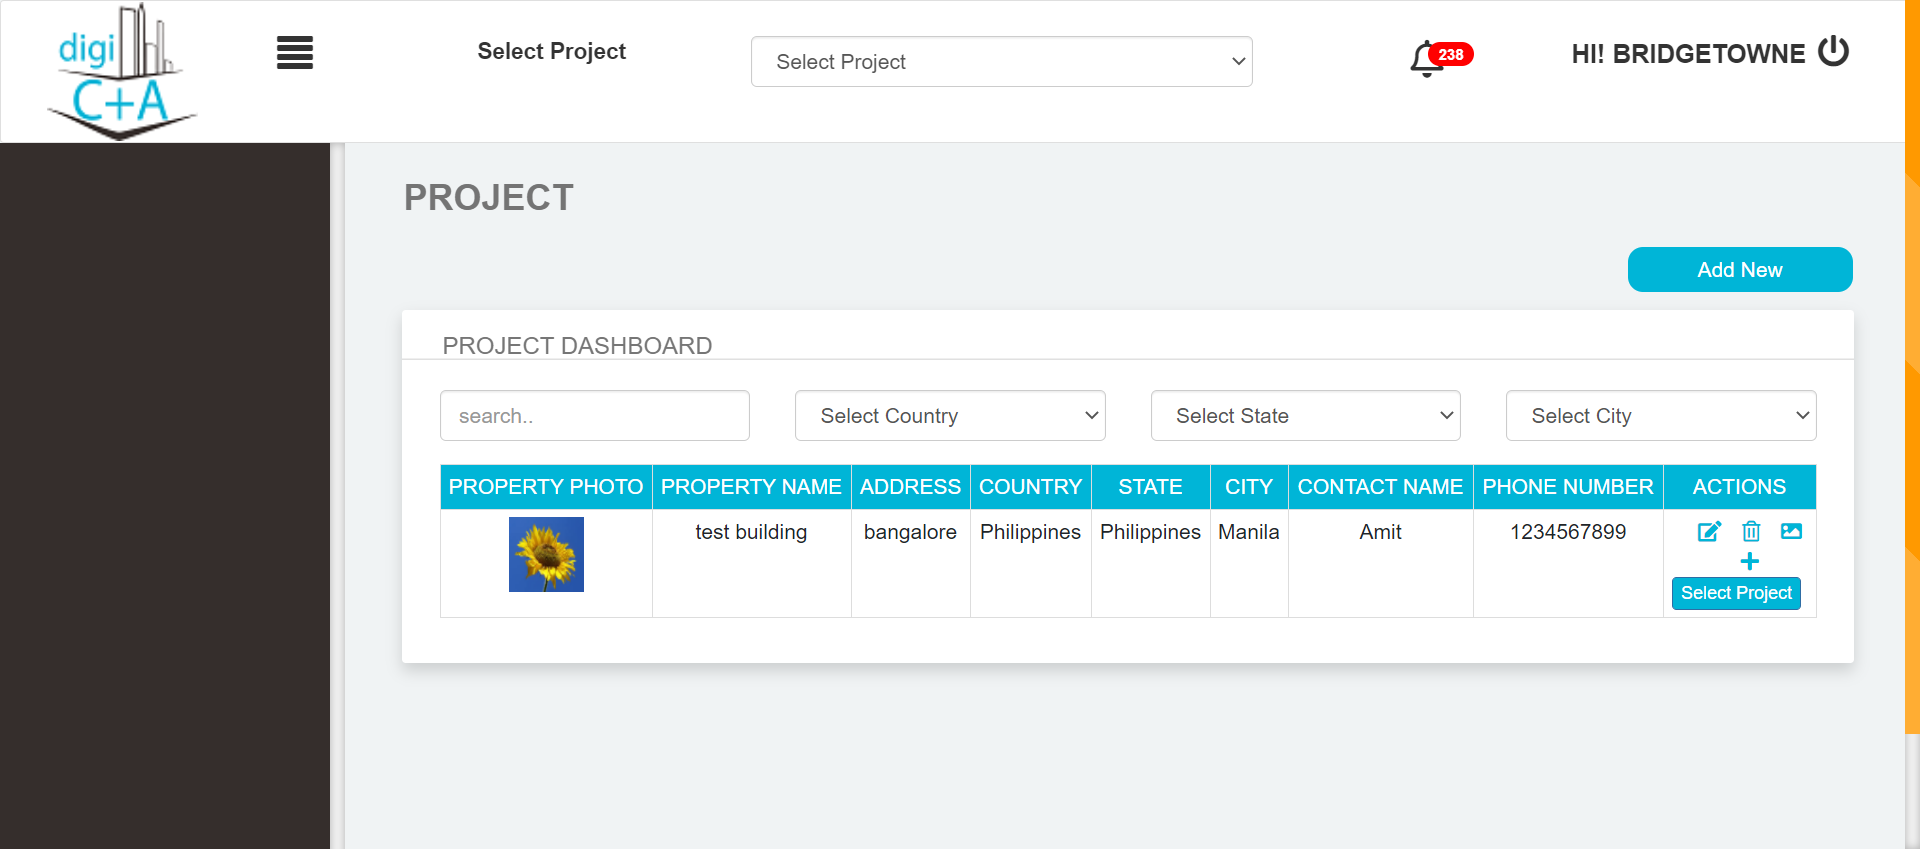 digi
C+A
Select Project
Select Project
238
HI! BRIDGETOWNE
PROJECT
Add New
PROJECT DASHBOARD
search..
Select Country
Select State
Select City
PROPERTY PHOTO PROPERTY NAME ADDRESS COUNTRY STATE CITY CONTACT NAME PHONE NUMBER ACTIONS
test building bangalore Philippines Philippines Manila Amit 1234567899
Select Project